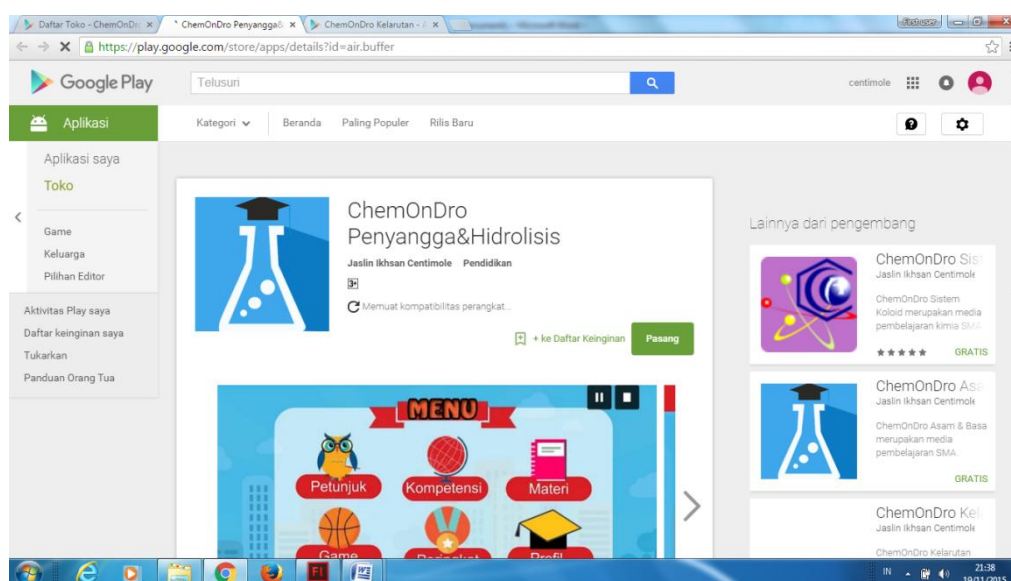 Daftar Toko - ChemOnDr
ChemOnDro Penyangga&
ChemOnDro Kelarutan - A
https://play.google.com/store/apps/details?id=air.buffer
Google Play
Telusuri
centimole
Aplikasi
Kategori
Beranda
Paling Populer
Rilis Baru
Aplikasi saya
Toko
Game
Keluarga
Pilihan Editor
Aktivitas Play saya
Daftar keinginan saya
Tukarkan
Panduan Orang Tua
ChemOnDro
Penyangga&Hidrolisis
Jaslin Ikhsan Centimole Pendidikan
3+
Memuat kompatibilitas perangkat...
+ ke Daftar Keinginan
Pasang
MENU
Petunjuk
Kompetensi
Materi
Game
Peringkat
Profil
Lainnya dari pengembang
ChemOnDro Sis
Jaslin Ikhsan Centimole
ChemOnDro Sistem
Koloid merupakan media
pembelajaran kimia SMA
GRATIS
ChemOnDro Asa
Jaslin Ikhsan Centimole
ChemOnDro Asam & Basa
merupakan media
pembelajaran SMA.
GRATIS
ChemOnDro Kel
Jaslin Ikhsan Centimole
ChemOnDro Kelarutan
IN
21:38
19/11/2015